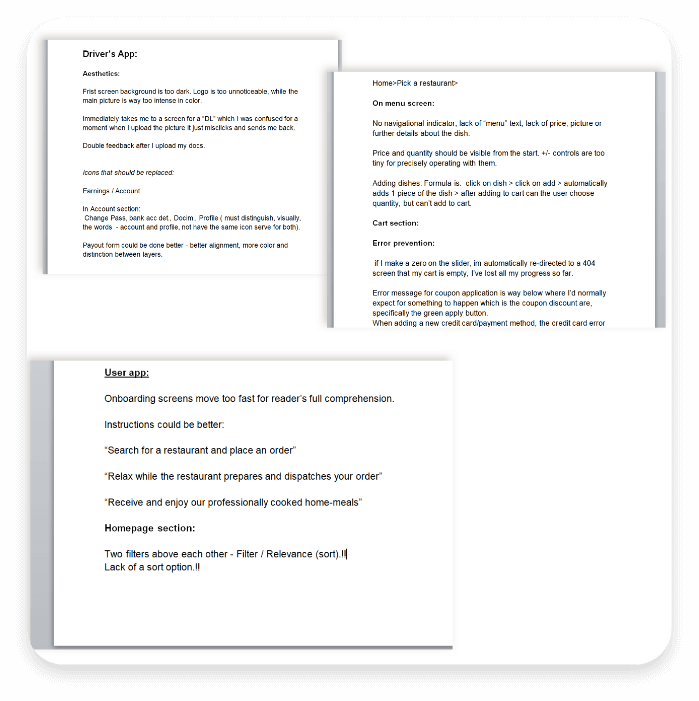 Driver's App:
Aesthetics:
Frist screen background is too dark. Logo is too unnoticeable, while the
main picture is way too intense in color.
Immediately takes me to a screen for a "DL" which I was confused for a
moment when I upload the picture it just misclicks and sends me back.
Double feedback after I upload my docs.
Icons that should be replaced:
Earnings / Account
In Account section:
Change Pass, bank acc det., Docim., Profile ( must distinguish, visually,
the words - account and profile, not have the same icon serve for both).
Payout form could be done better - better alignment, more color and
distinction between layers.
Home>Pick a restaurant>
On menu screen:
No navigational indicator, lack of "menu" text, lack of price, picture or
further details about the dish.
Price and quantity should be visible from the start. +/- controls are too
tiny for precisely operating with them.
Adding dishes. Formula is: click on dish > click on add > automatically
adds 1 piece of the dish > after adding to cart can the user choose
quantity, but can't add to cart.
Cart section:
Error prevention:
if I make a zero on the slider, im automatically re-directed to a 404
screen that my cart is empty, I've lost all my progress so far.
Error message for coupon application is way below where I'd normally
expect for something to happen which is the coupon discount are,
specifically the green apply button.
When adding a new credit card/payment method, the credit card error
User app:
Onboarding screens move too fast for reader's full comprehension.
Instructions could be better:
"Search for a restaurant and place an order"
"Relax while the restaurant prepares and dispatches your order"
"Receive and enjoy our professionally cooked home-meals"
Homepage section:
Two filters above each other - Filter / Relevance (sort).!!
Lack of a sort option.!!